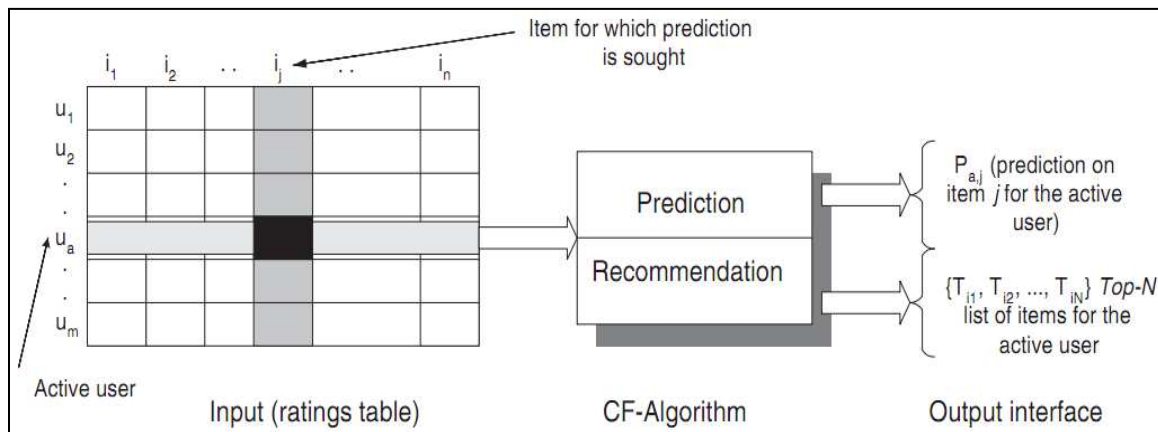 Item for which prediction
is sought
i1 i2 . . ij . . in
u1
u2
.
.
ua
.
.
um
Active user
Input (ratings table)
Prediction
Recommendation
CF-Algorithm
Pa,j (prediction on
item j for the active
user)
{Ti1, Ti2, ..., TiN} Top-N
list of items for the
active user
Output interface